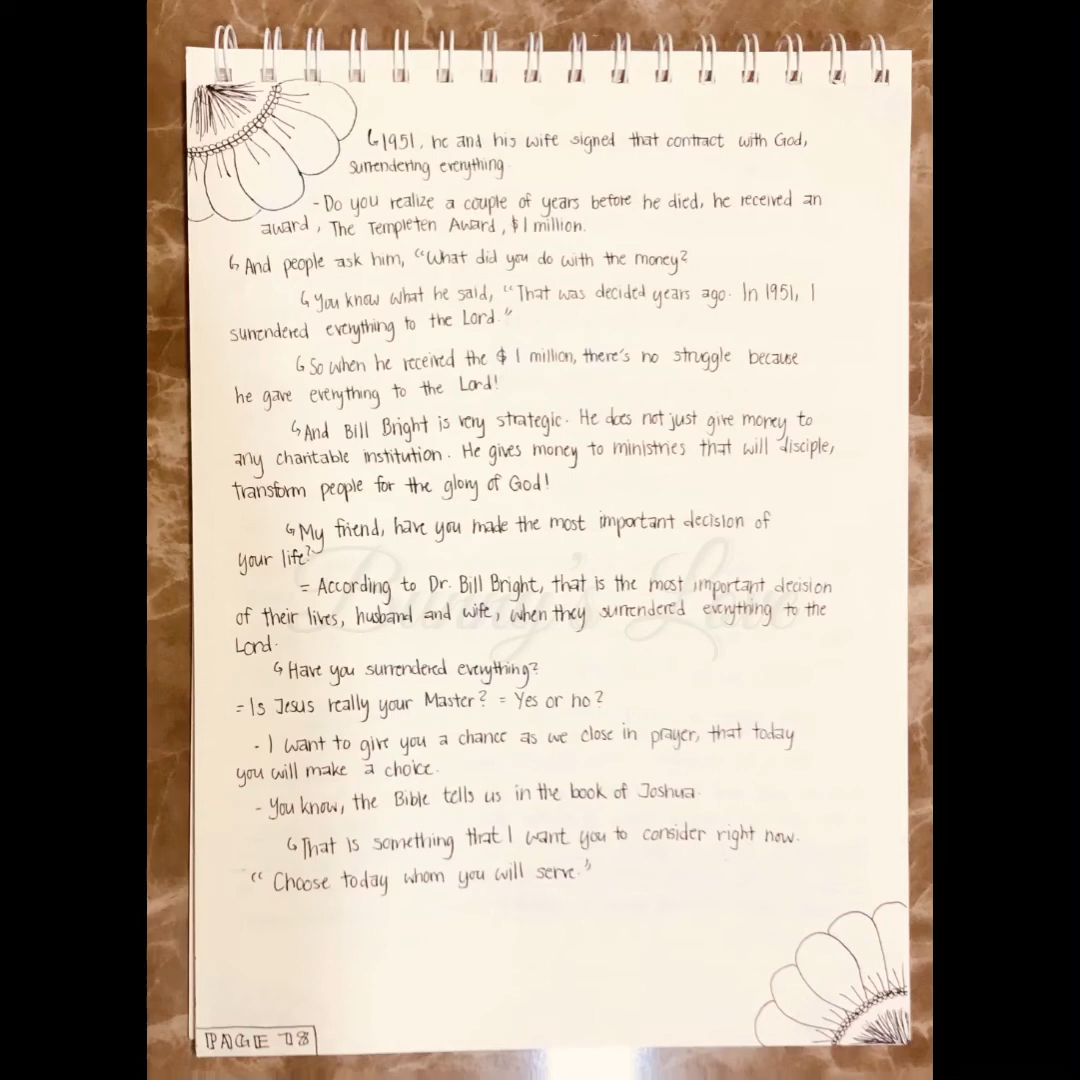 ↳1951, he and his wife signed that contract with God,
surrendering everything.
- Do you realize a couple of years before he died, he received an
award, The Templeten Award, $1 million.
↳And people ask him, "What did you do with the money?
↳You know what he said, "That was decided years ago. In 1951, I
surrendered everything to the Lord."
↳So when he received the $ 1 million, there's no struggle because
he gave everything to the Lord!
↳And Bill Bright is very strategic. He does not just give money to
any charitable institution. He gives money to ministries that will disciple,
transform people for the glory of God!
↳My friend, have you made the most important decision of
your life?
= According to Dr. Bill Bright, that is the most important decision
of their lives, husband and wife, when they surrendered everything to the
Lord.
↳Have you surrendered everything?
= Is Jesus really your Master? = Yes or no?
- I want to give you a chance as we close in prayer, that today
you will make a choice.
- You know, the Bible tells us in the book of Joshua.
↳That is something that I want you to consider right now.
"Choose today whom you will serve."
PAGE 18